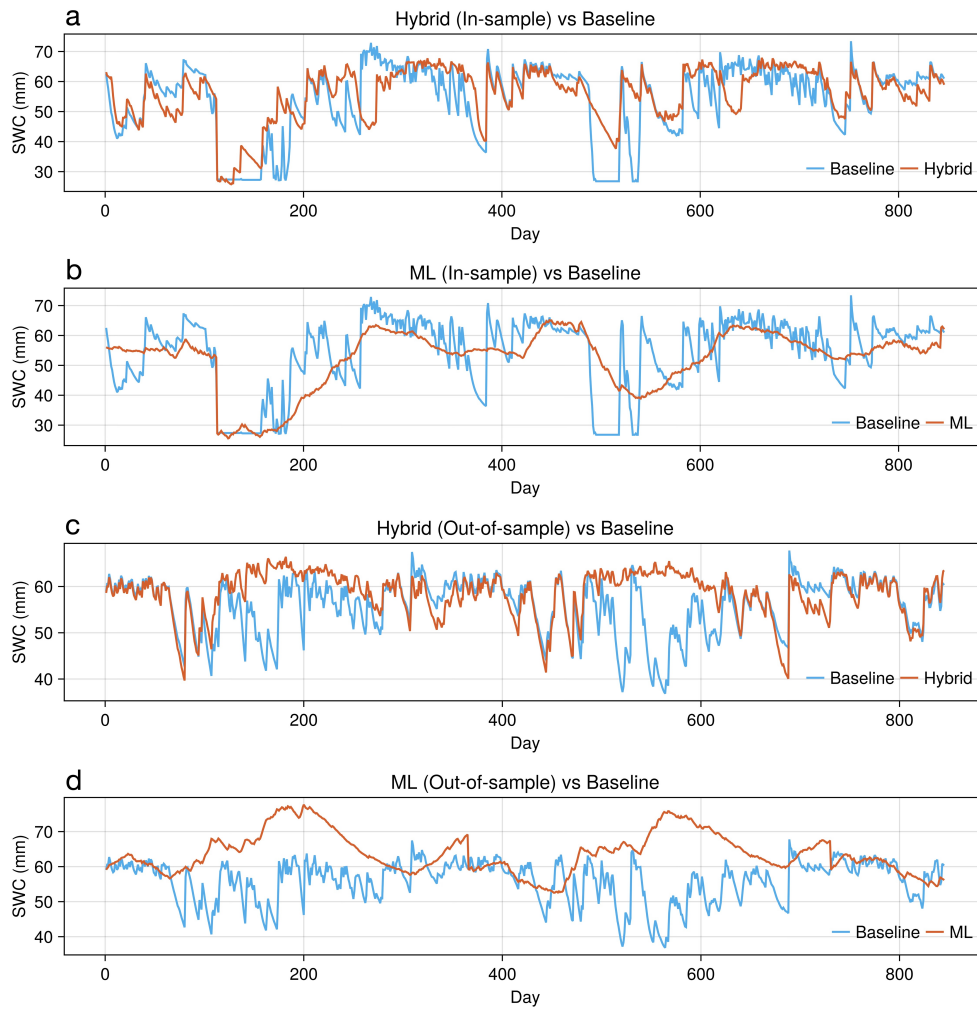 a
Hybrid (In-sample) vs Baseline
70
60
50
40
30
SWC (mm)
Baseline Hybrid
0 200 400 600 800
Day
b
ML (In-sample) vs Baseline
70
60
50
40
30
SWC (mm)
Baseline ML
0 200 400 600 800
Day
c
Hybrid (Out-of-sample) vs Baseline
60
50
40
SWC (mm)
Baseline Hybrid
0 200 400 600 800
Day
d
ML (Out-of-sample) vs Baseline
70
60
50
40
SWC (mm)
Baseline ML
0 200 400 600 800
Day